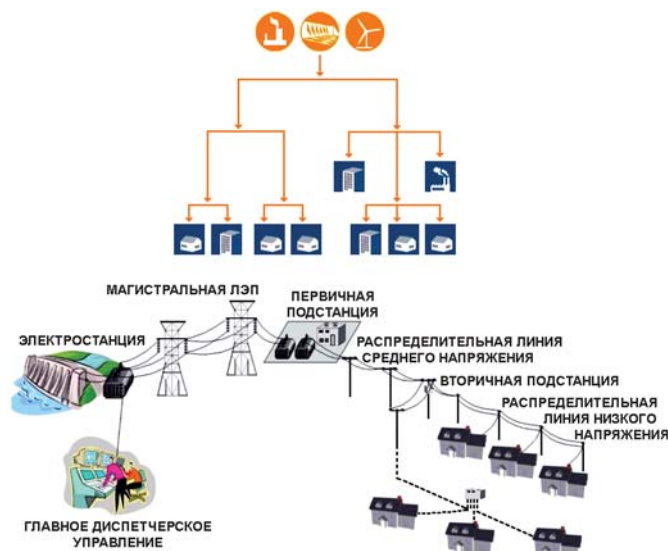 МАГИСТРАЛЬНАЯ ЛЭП
ПЕРВИЧНАЯ
ПОДСТАНЦИЯ
ЭЛЕКТРОСТАНЦИЯ
РАСПРЕДЕЛИТЕЛЬНАЯ ЛИНИЯ
СРЕДНЕГО НАПРЯЖЕНИЯ
ВТОРИЧНАЯ ПОДСТАНЦИЯ
РАСПРЕДЕЛИТЕЛЬНАЯ
ЛИНИЯ НИЗКОГО
НАПРЯЖЕНИЯ
ГЛАВНОЕ ДИСПЕТЧЕРСКОЕ
УПРАВЛЕНИЕ